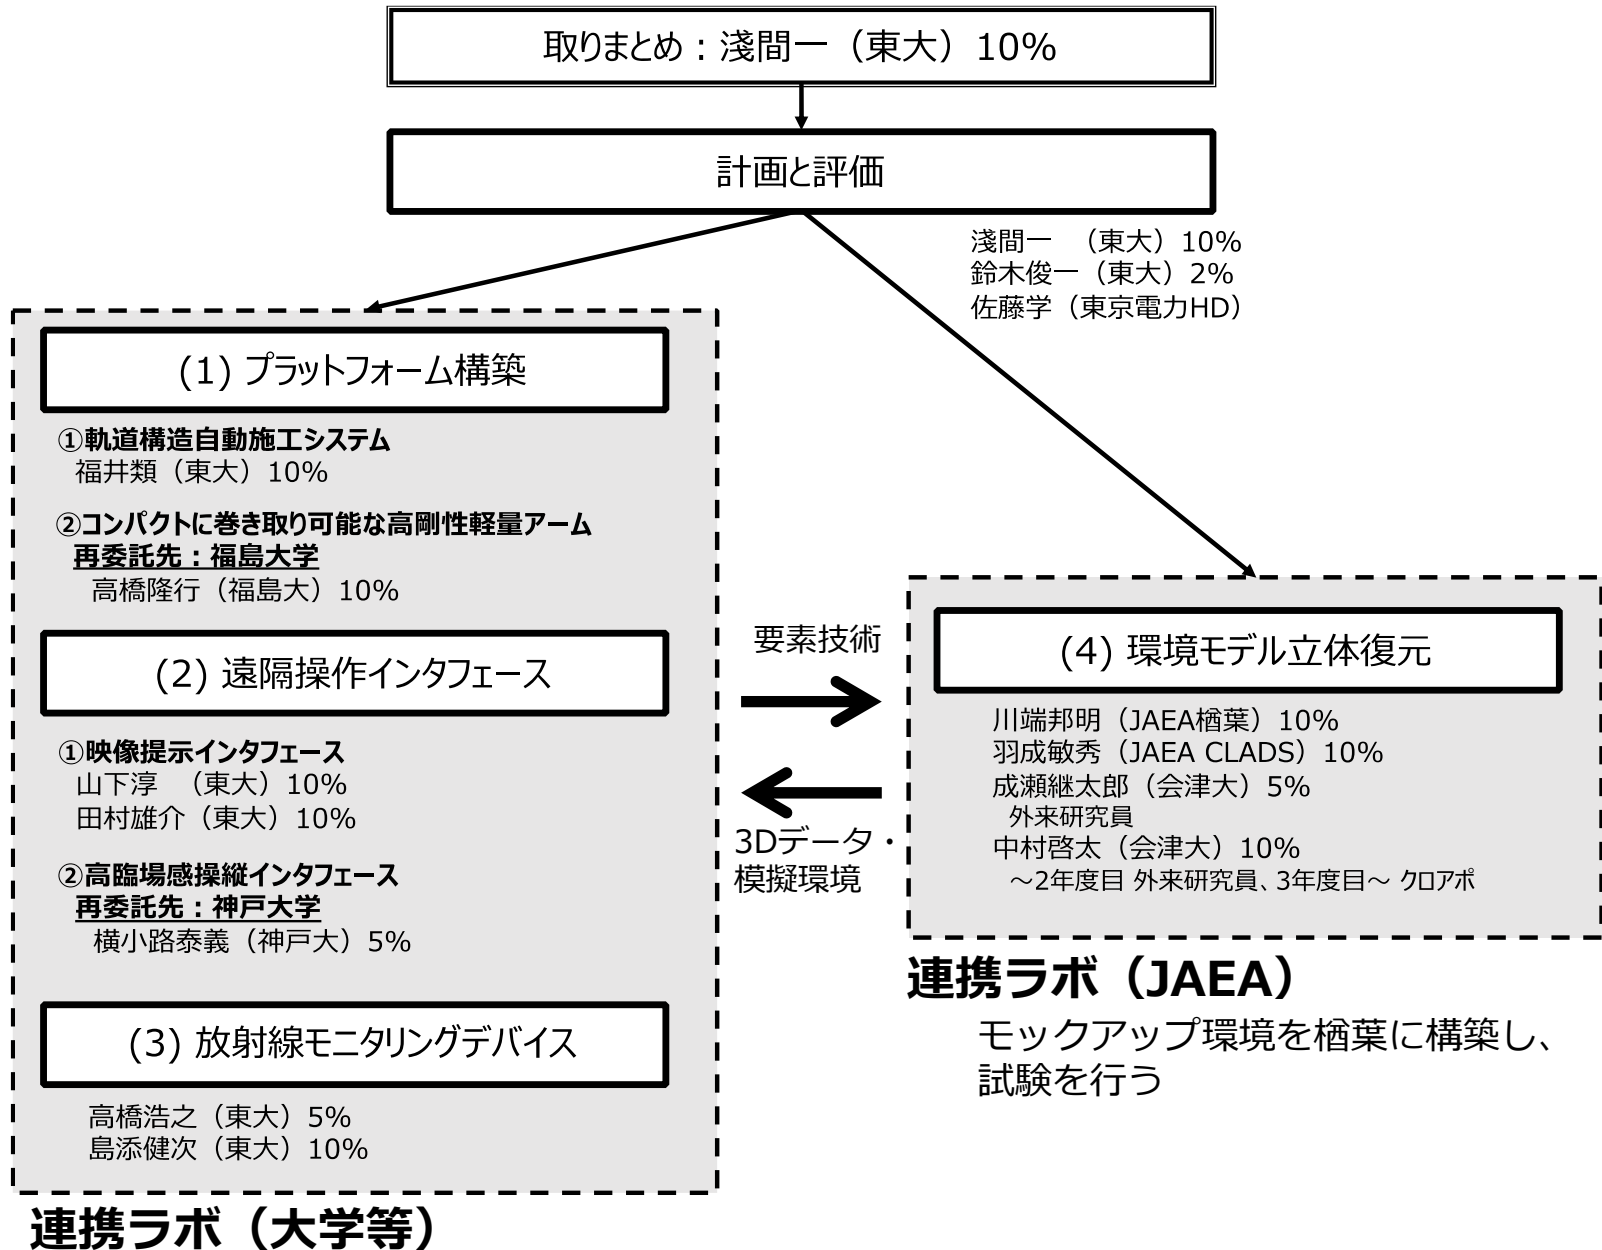 取りまとめ：淺間一（東大）10%
計画と評価
淺間一　（東大）10%
鈴木俊一（東大）2%
佐藤学（東京電力HD）
(1) プラットフォーム構築
①軌道構造自動施工システム
福井類（東大）10%
②コンパクトに巻き取り可能な高剛性軽量アーム
再委託先：福島大学
高橋隆行（福島大）10%
(2) 遠隔操作インタフェース
①映像提示インタフェース
山下淳　（東大）10%
田村雄介（東大）10%
②高臨場感操縦インタフェース
再委託先：神戸大学
横小路泰義（神戸大）5%
(3) 放射線モニタリングデバイス
高橋浩之（東大）5%
島添健次（東大）10%
連携ラボ（大学等）
要素技術
3Dデータ・
模擬環境
(4) 環境モデル立体復元
川端邦明（JAEA楢葉）10%
羽成敏秀（JAEA CLADS）10%
成瀬継太郎（会津大）5%
外来研究員
中村啓太（会津大）10%
～2年度目 外来研究員、3年度目～ クロアポ
連携ラボ（JAEA）
モックアップ環境を楢葉に構築し、
試験を行う